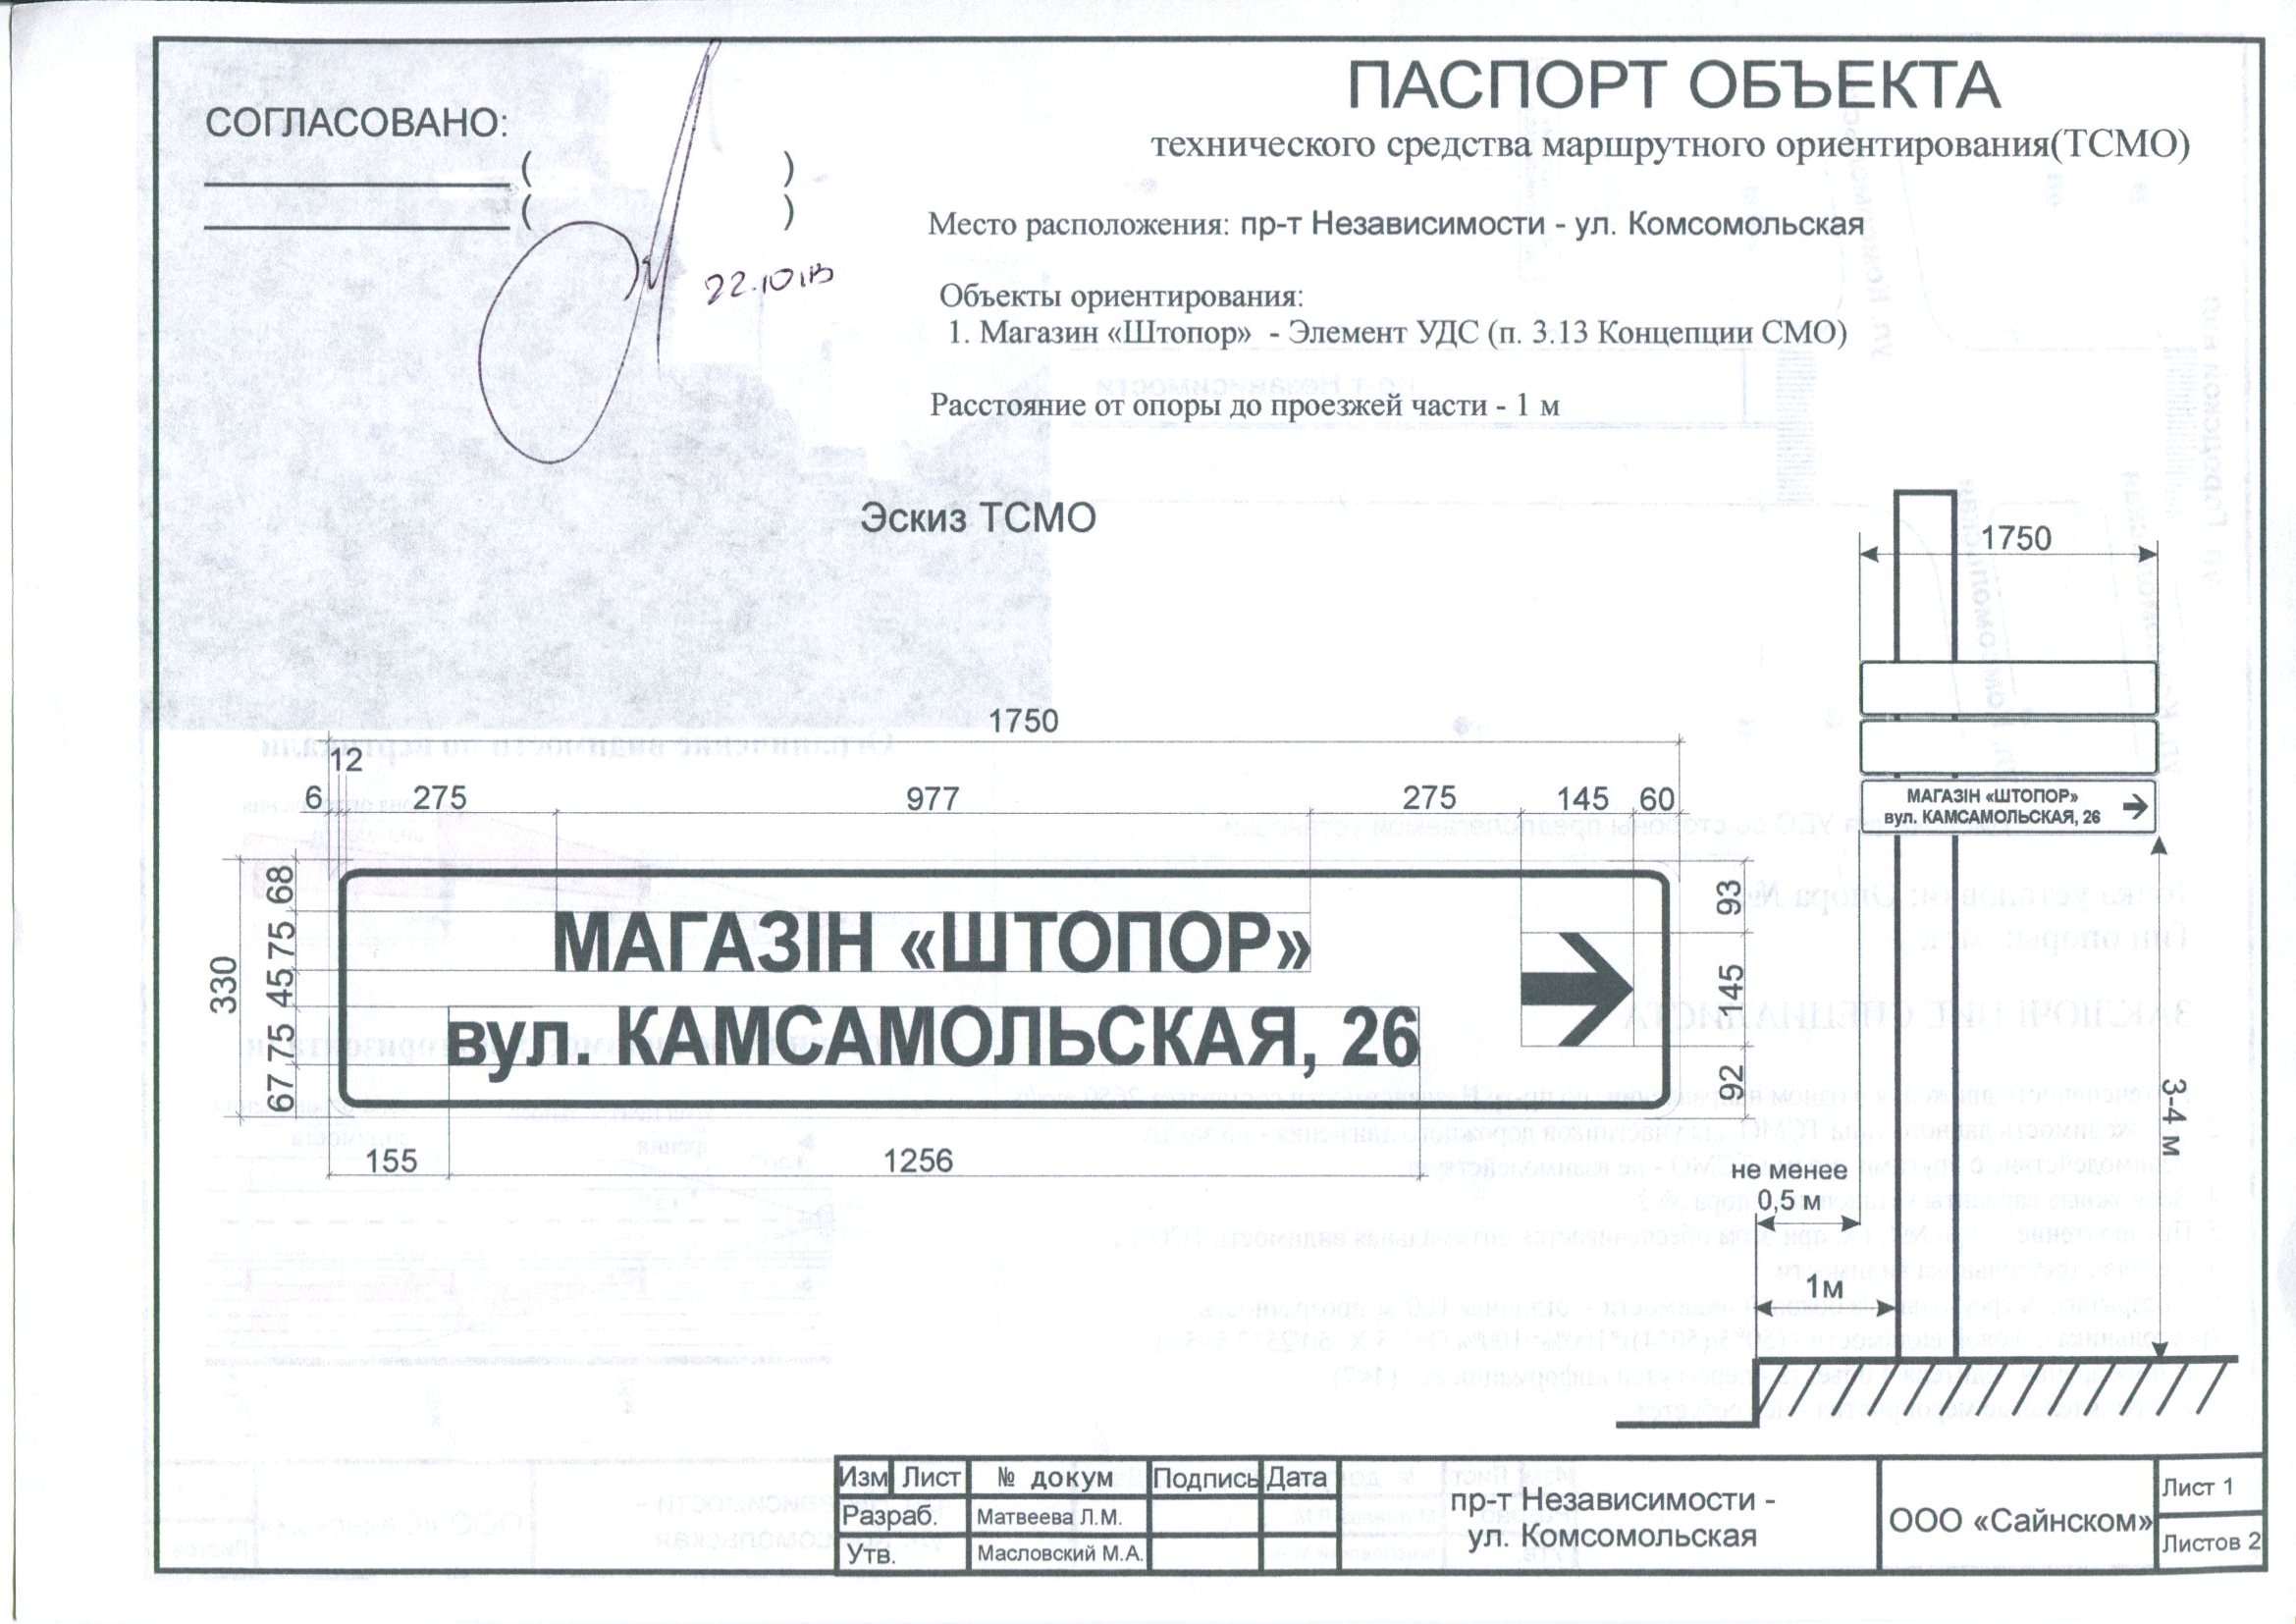 СОГЛАСОВАНО:
( )
( )
22.10.13
ПАСПОРТ ОБЪЕКТА
технического средства маршрутного ориентирования(ТСМО)
Место расположения: пр-т Независимости - ул. Комсомольская
Объекты ориентирования:
1. Магазин «Штопор» - Элемент УДС (п. 3.13 Концепции СМО)
Расстояние от опоры до проезжей части - 1 м
Эскиз ТСМО
1750
12
6 275 977 275 145 60
330
68 75 45 75 67
МАГАЗІН «ШТОПОР»
вул. КАМСАМОЛЬСКАЯ, 26
93 145 92
155 1256
1750
МАГАЗІН «ШТОПОР»
вул. КАМСАМОЛЬСКАЯ, 26
3-4 м
не менее
0,5 м
1м
Изм Лист № докум Подпись Дата
Разраб. Матвеева Л.М.
Утв. Масловский М.А.
пр-т Независимости -
ул. Комсомольская
ООО «Сайнском»
Лист 1
Листов 2